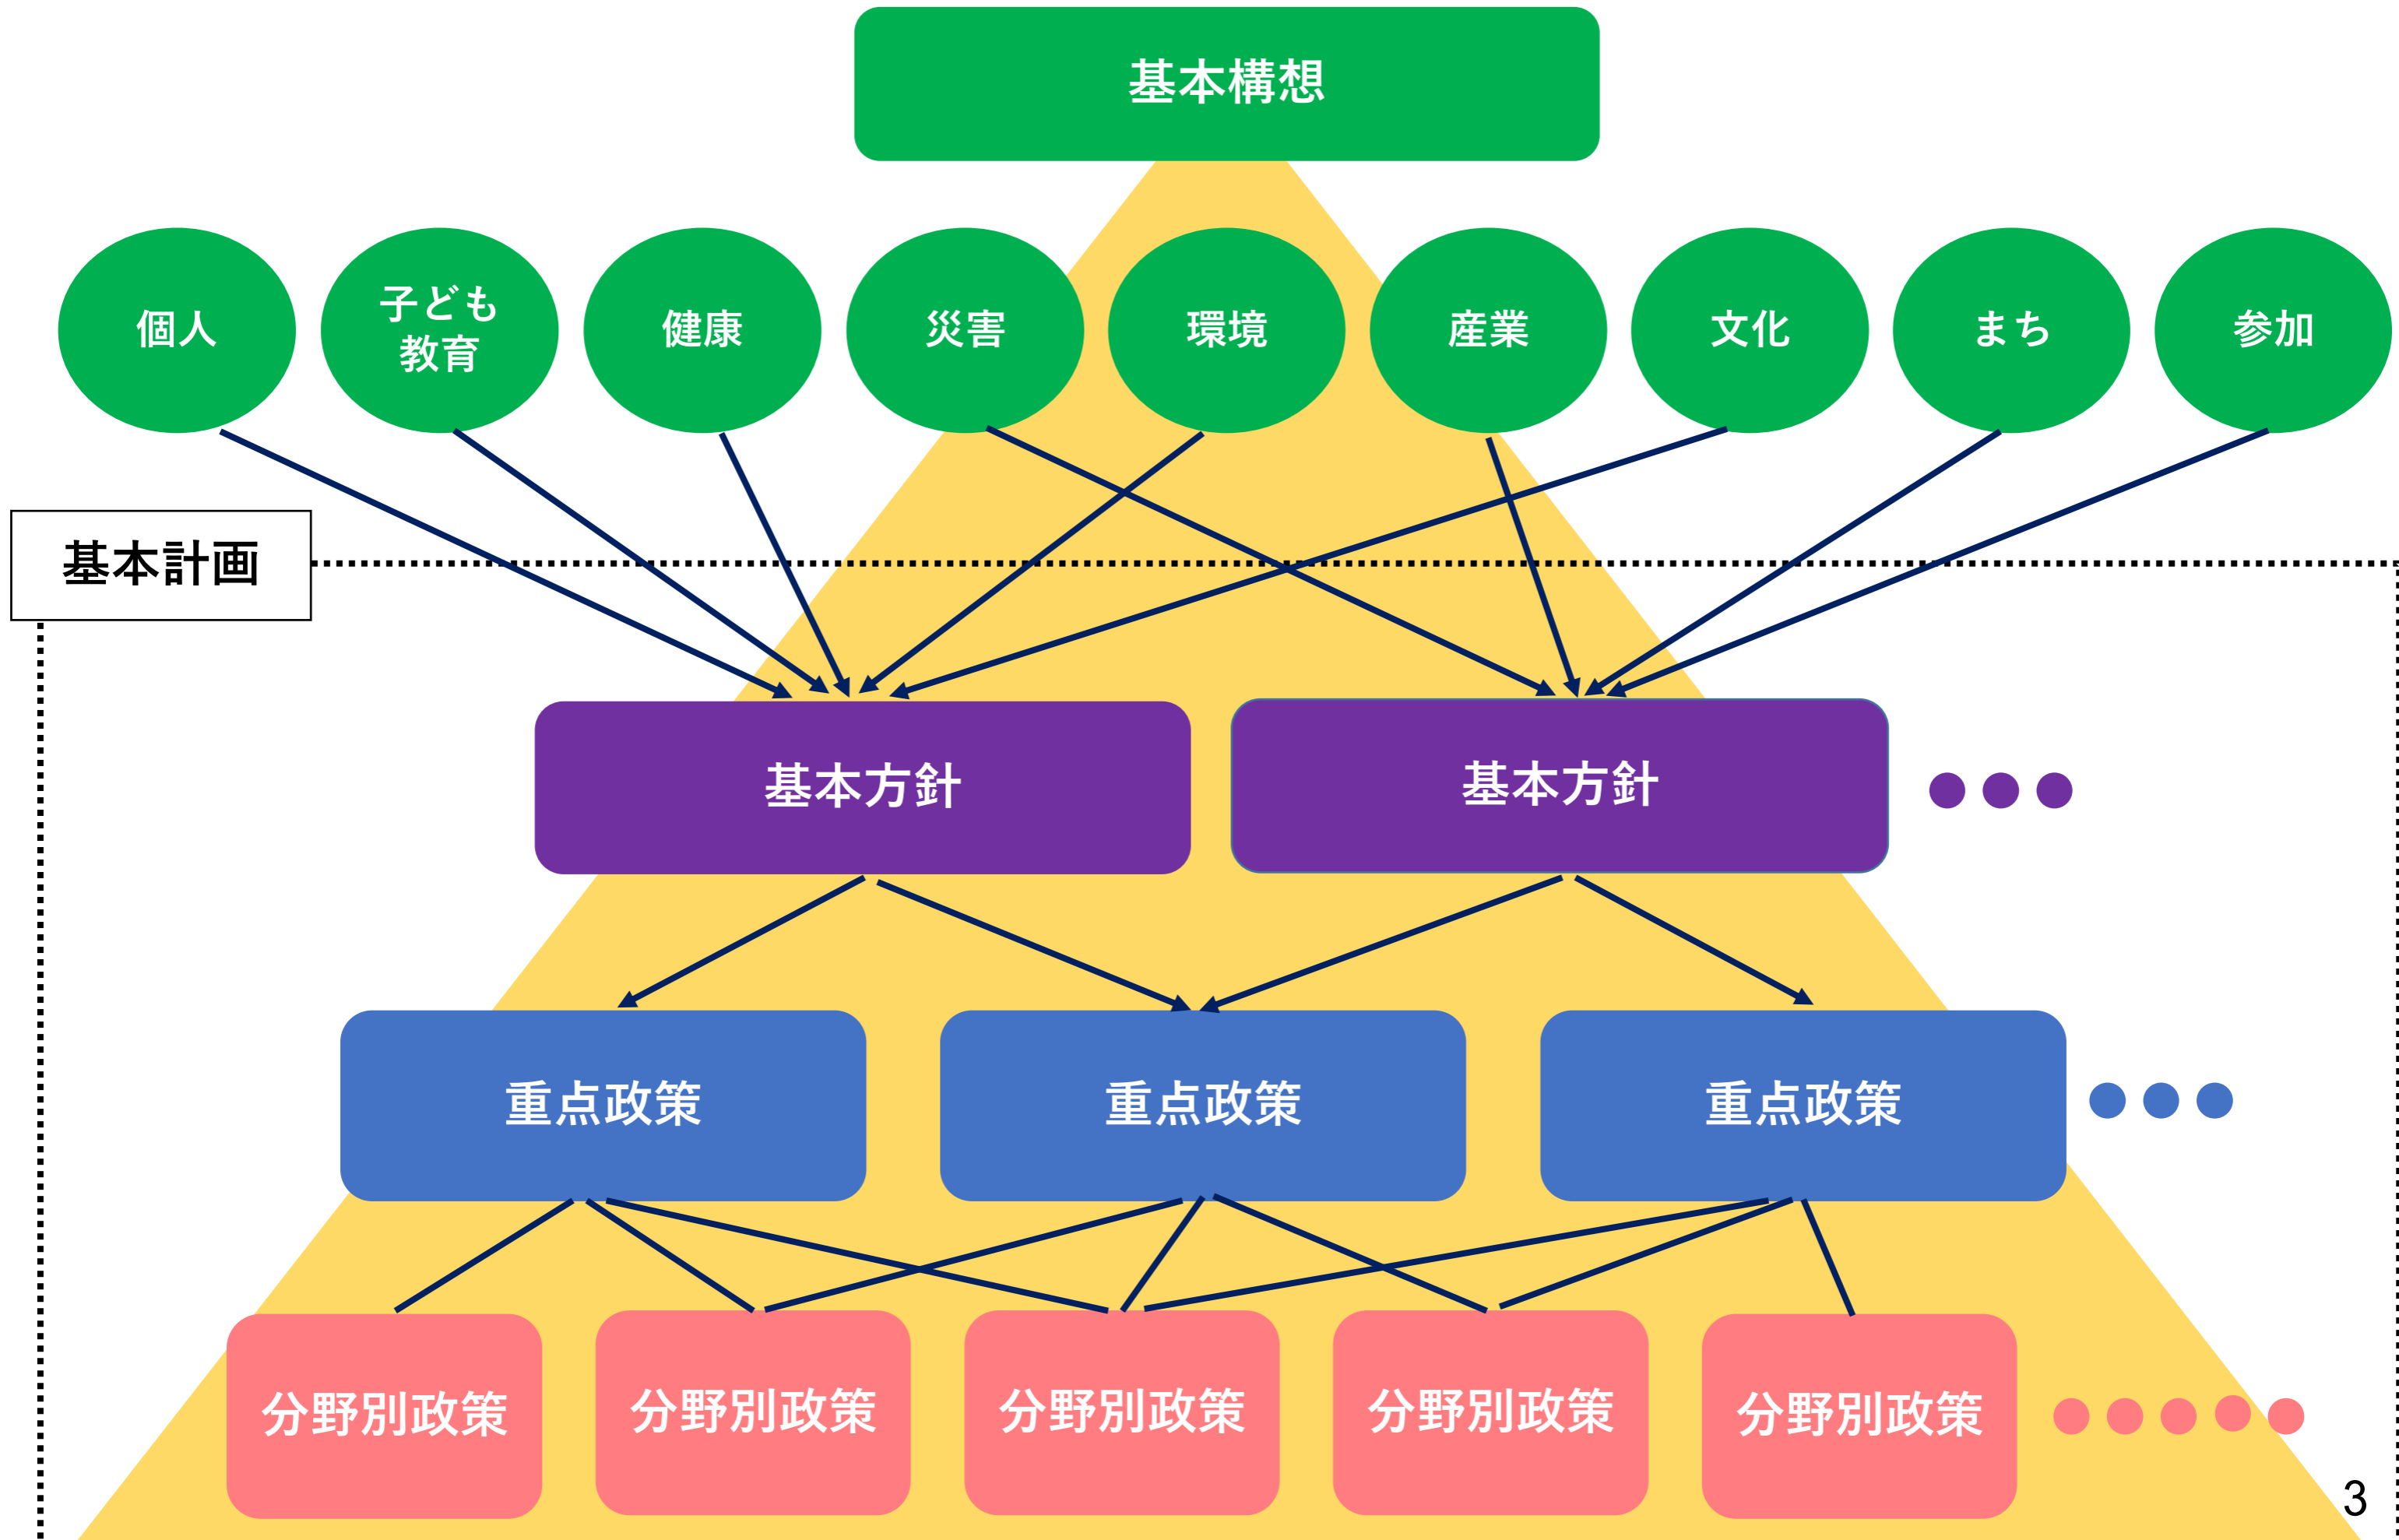 基本構想
個人
子ども
教育
健康
災害
環境
産業
文化
まち
参加
基本計画
基本方針
基本方針
重点政策
重点政策
重点政策
分野別政策
分野別政策
分野別政策
分野別政策
分野別政策
3